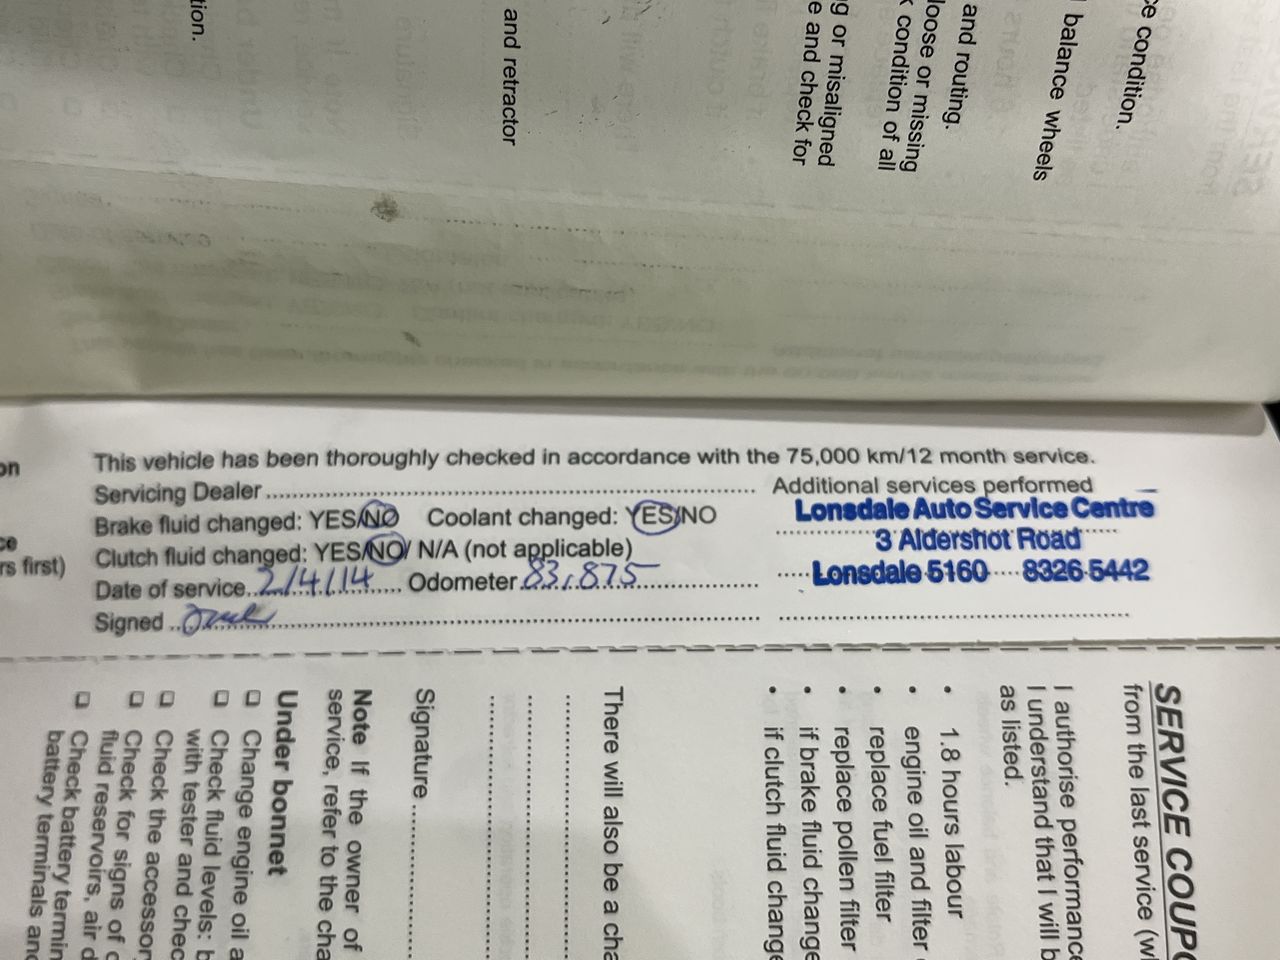 ce condition.
balance wheels
and routing.
loose or missing
condition of all
g or misaligned
e and check for
and retractor
tion.
on
ce
rs first)
This vehicle has been thoroughly checked in accordance with the 75,000 km/12 month service.
Servicing Dealer
Brake fluid changed: YES/NO Coolant changed: YES/NO
Clutch fluid changed: YES/NO/ N/A (not applicable)
Date of service 2/4/14 Odometer 83,875
Signed
Additional services performed
Lonsdale Auto Service Centre
3 Aldershot Road
Lonsdale 5160 8326 5442
SERVICE COUPO
from the last service (wh
I authorise performance
I understand that I will b
as listed.
• 1.8 hours labour
• engine oil and filter
• replace fuel filter
• replace pollen filter
• if brake fluid change
• if clutch fluid change
There will also be a cha
Signature
Note If the owner of
service, refer to the cha
Under bonnet
❑ Change engine oil a
❑ Check fluid levels: b
with tester and chec
❑ Check the accessory
❑ Check for signs of
fluid reservoirs, air d
❑ Check battery termin
battery terminals and